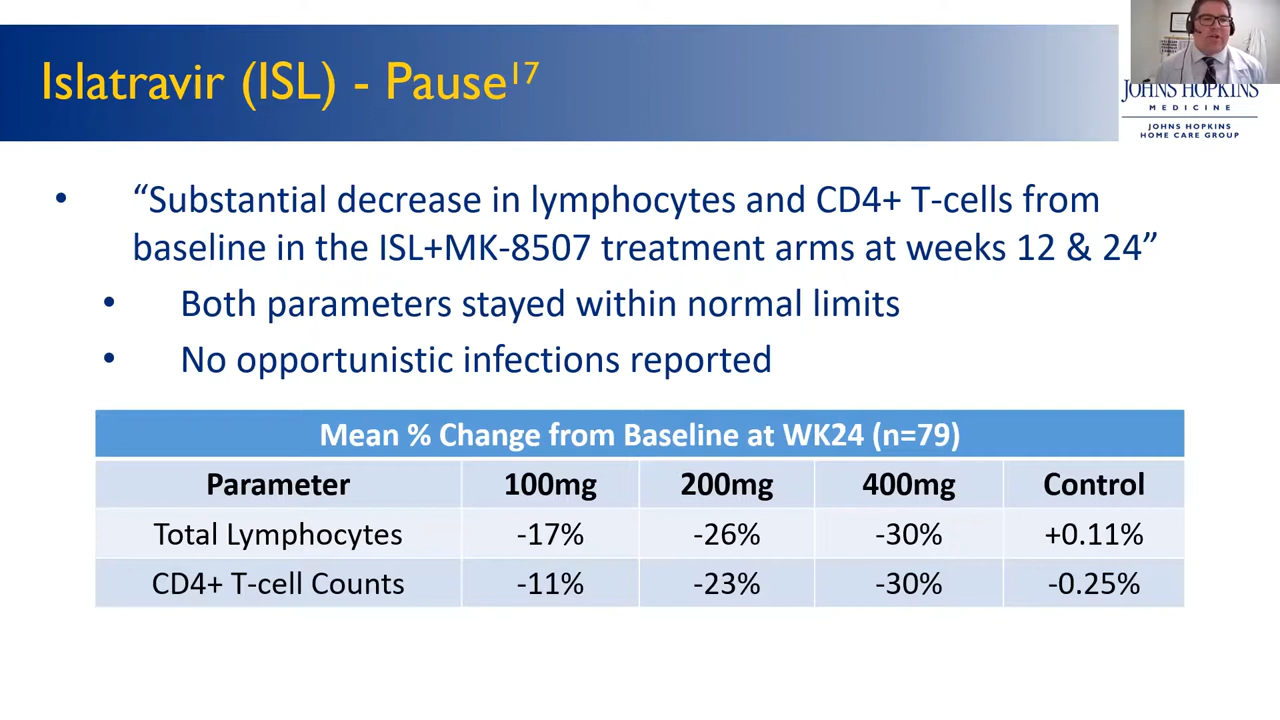 Islatravir (ISL) - Pause17
JOHNS HOPKINS
MEDICINE
JOHNS HOPKINS
HOME CARE GROUP
• “Substantial decrease in lymphocytes and CD4+ T-cells from
baseline in the ISL+MK-8507 treatment arms at weeks 12 & 24”
• Both parameters stayed within normal limits
• No opportunistic infections reported
Mean % Change from Baseline at WK24 (n=79)
Parameter 100mg 200mg 400mg Control
Total Lymphocytes -17% -26% -30% +0.11%
CD4+ T-cell Counts -11% -23% -30% -0.25%